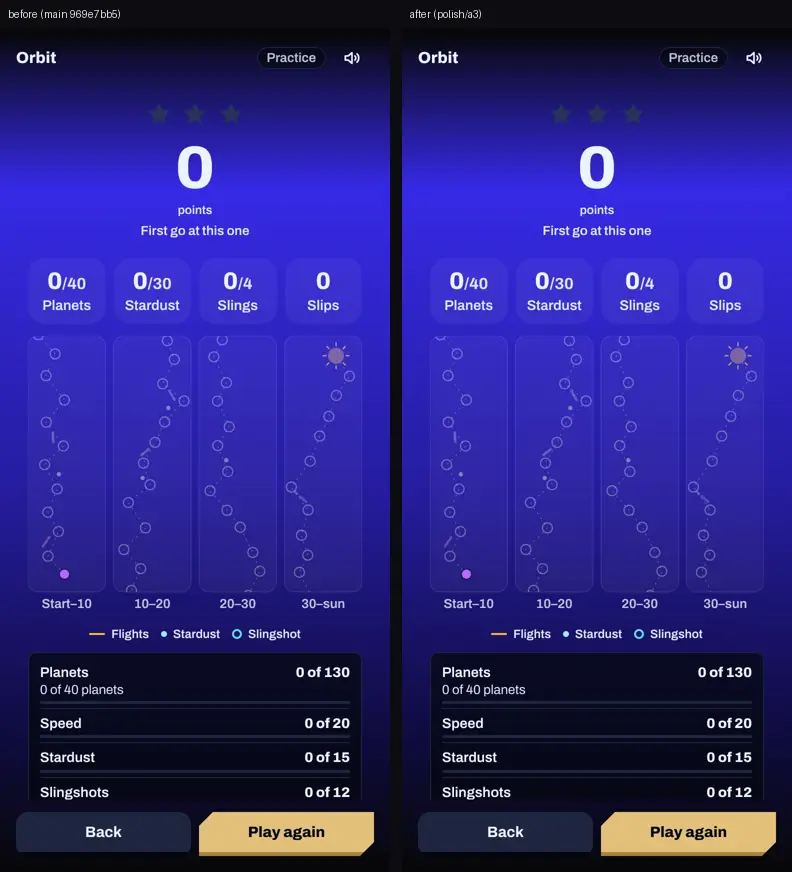 before (main 969e7bb5)
Orbit
Practice
0
points
First go at this one
0/40 0/30 0/4 0
Planets Stardust Slings Slips
Start–10 10–20 20–30 30–sun
Flights Stardust Slingshot
Planets 0 of 130
0 of 40 planets
Speed 0 of 20
Stardust 0 of 15
Slingshots 0 of 12
Back Play again
after (polish/a3)
Orbit
Practice
0
points
First go at this one
0/40 0/30 0/4 0
Planets Stardust Slings Slips
Start–10 10–20 20–30 30–sun
Flights Stardust Slingshot
Planets 0 of 130
0 of 40 planets
Speed 0 of 20
Stardust 0 of 15
Slingshots 0 of 12
Back Play again